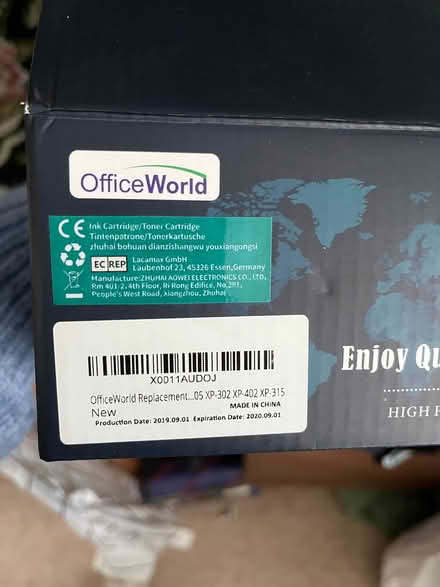 OfficeWorld
CE Ink Cartridge/Toner Cartridge
Tintenpatrone/Tonerkartusche
zhuhai bohuan dianzishangwu youxiangongsi
EC REP Lacamax GmbH
Laubenhof 23, 45326 Essen,Germany
Manufacture:ZHUHAI AOWEI ELECTRONICS CO., LTD.
Rm 401-2, 4th Floor, Ri Rong Edifice, No.291,
People's West Road, xiangzhou, Zhuhai
X0011AUDOJ
OfficeWorld Replacement...05 XP-302 XP-402 XP-315
New
MADE IN CHINA
Production Date: 2019.09.01 Expiration Date: 2020.09.01
Enjoy Qu
HIGH